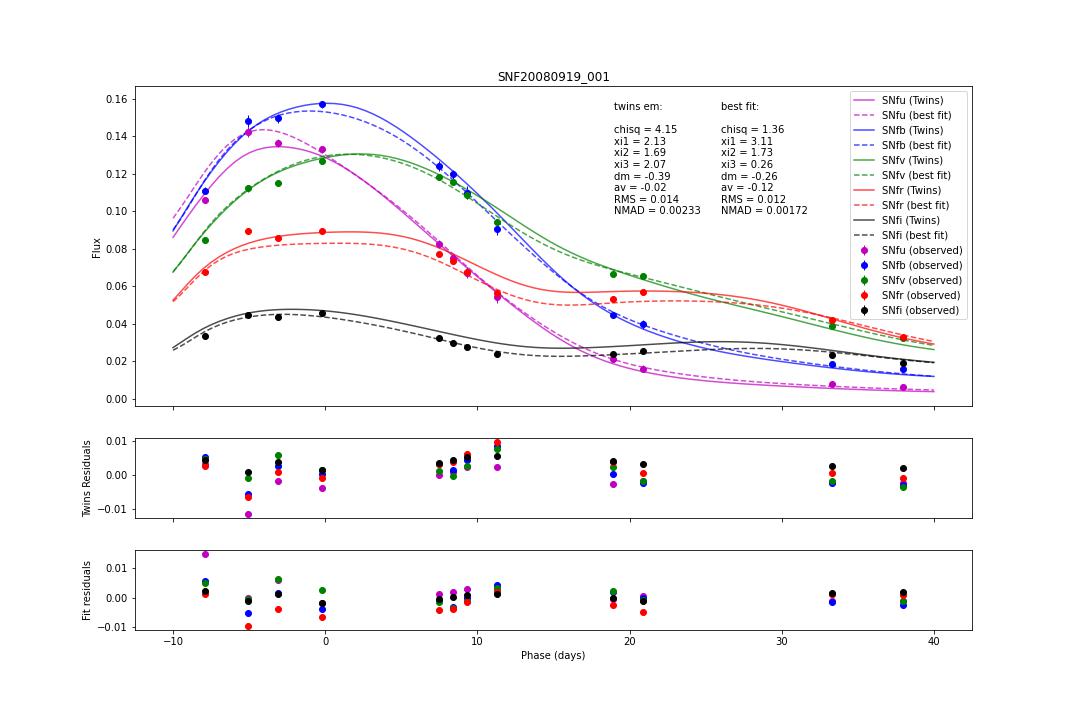 SNF20080919_001
twins em: best fit:
chisq = 4.15 chisq = 1.36
xi1 = 2.13 xi1 = 3.11
xi2 = 1.69 xi2 = 1.73
xi3 = 2.07 xi3 = 0.26
dm = -0.39 dm = -0.26
av = -0.02 av = -0.12
RMS = 0.014 RMS = 0.012
NMAD = 0.00233 NMAD = 0.00172
SNfu (Twins)
SNfu (best fit)
SNfb (Twins)
SNfb (best fit)
SNfv (Twins)
SNfv (best fit)
SNfr (Twins)
SNfr (best fit)
SNfi (Twins)
SNfi (best fit)
SNfu (observed)
SNfb (observed)
SNfv (observed)
SNfr (observed)
SNfi (observed)
Flux
0.16
0.14
0.12
0.10
0.08
0.06
0.04
0.02
0.00
Twins Residuals
0.01
0.00
−0.01
Fit residuals
0.01
0.00
−0.01
−10 0 10 20 30 40
Phase (days)